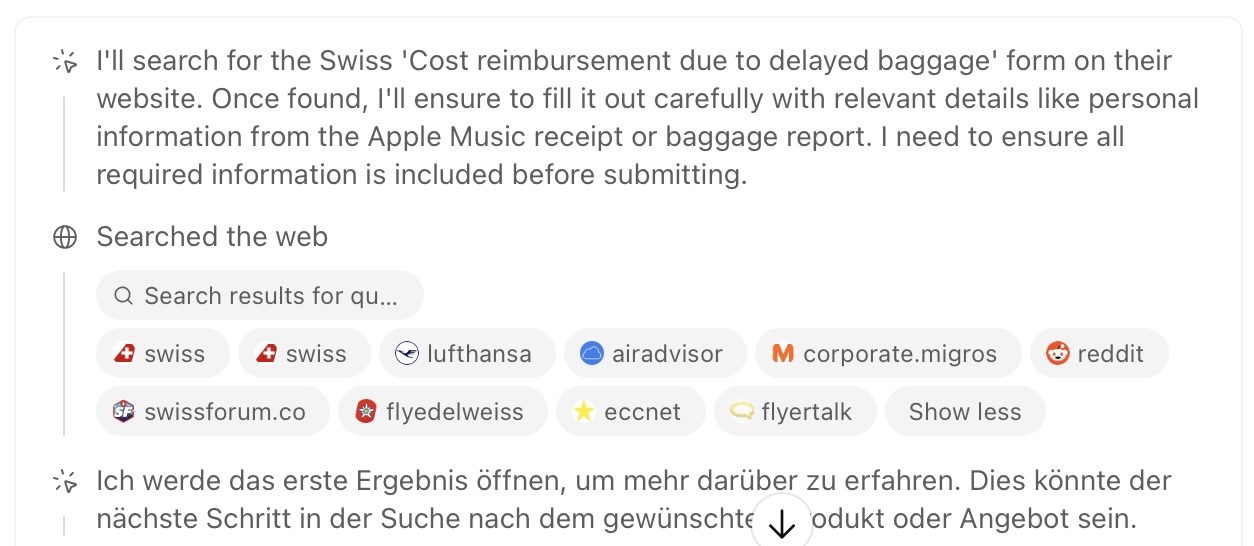 I'll search for the Swiss 'Cost reimbursement due to delayed baggage' form on their
website. Once found, I'll ensure to fill it out carefully with relevant details like personal
information from the Apple Music receipt or baggage report. I need to ensure all
required information is included before submitting.
Searched the web
Search results for qu...
swiss swiss lufthansa airadvisor corporate.migros reddit
swissforum.co flyedelweiss eccnet flyertalk Show less
Ich werde das erste Ergebnis öffnen, um mehr darüber zu erfahren. Dies könnte der
nächste Schritt in der Suche nach dem oder Angebot sein.